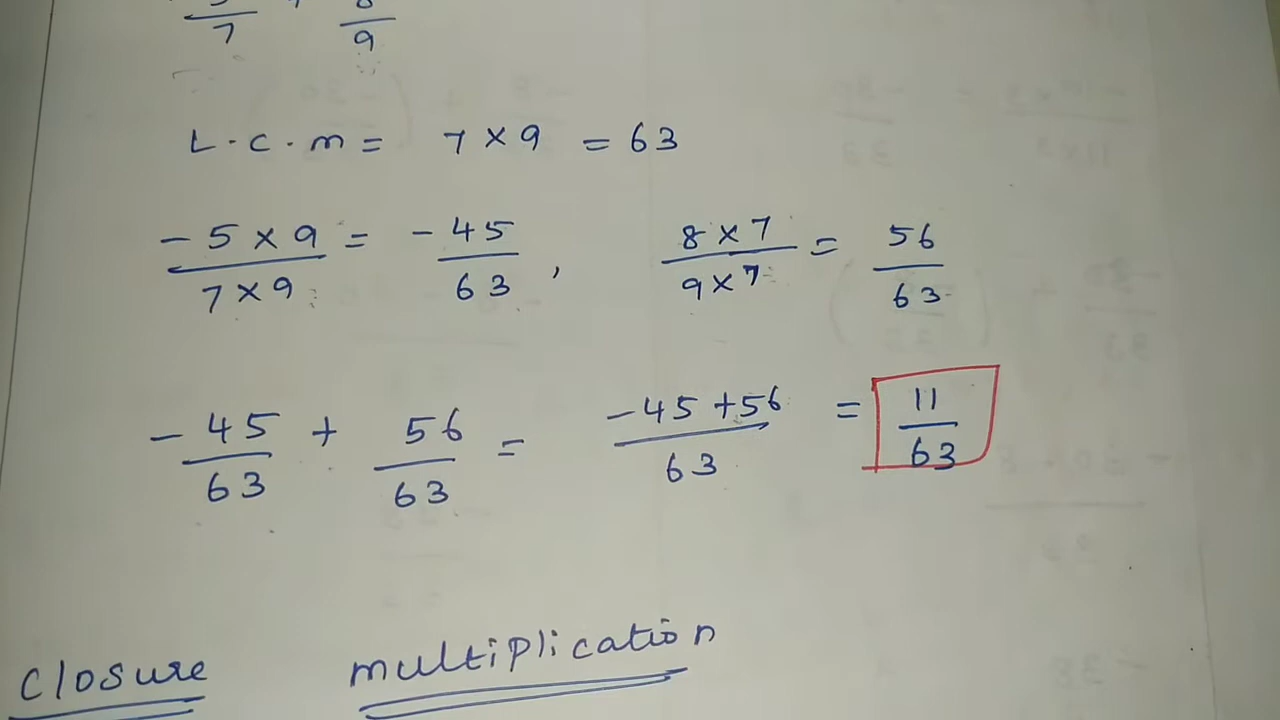 7 9
L.C.m = 7 × 9 = 63
-5 × 9 / 7 × 9 = -45 / 63 , 8 × 7 / 9 × 7 = 56 / 63
-45 / 63 + 56 / 63 = -45 + 56 / 63 = 11 / 63
closure multiplication